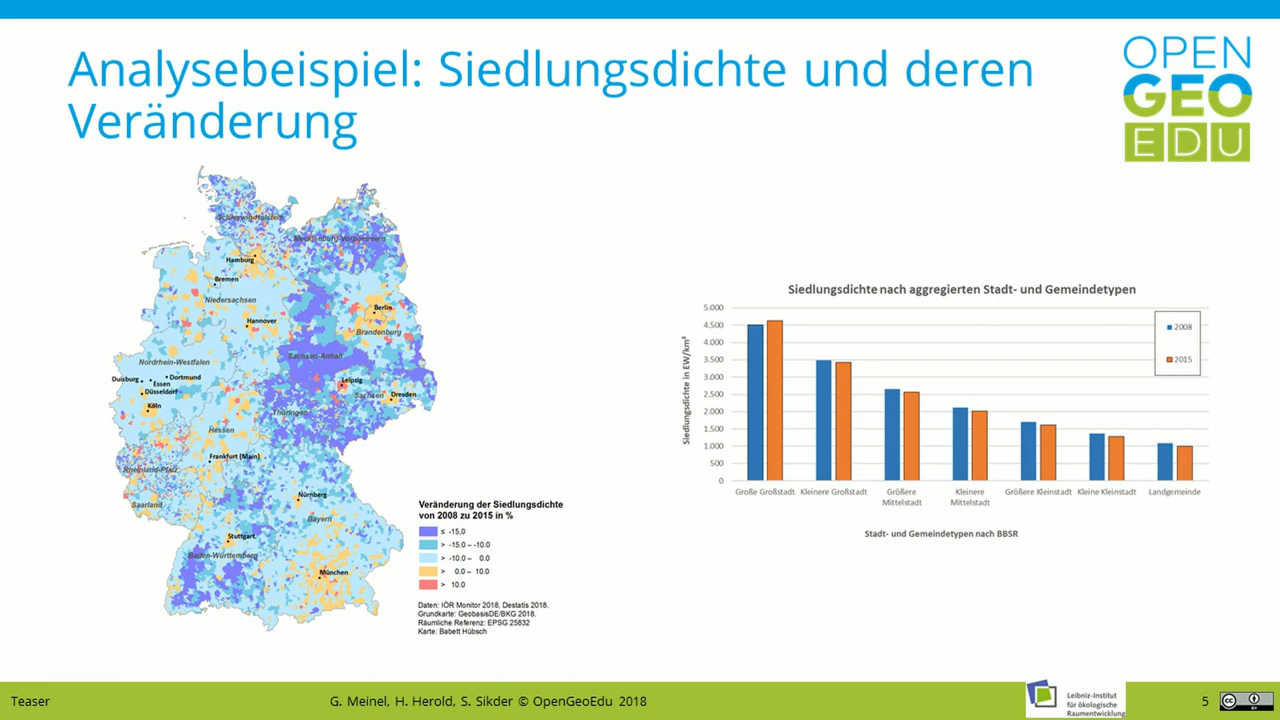 Analysebeispiel: Siedlungsdichte und deren
Veränderung
OPEN
GEO
EDU
Schleswig-Holstein
Mecklenburg-Vorpommern
Hamburg
Bremen
Niedersachsen
Berlin
Hannover
Brandenburg
Sachsen-Anhalt
Nordrhein-Westfalen
Duisburg
Dortmund
Essen
Düsseldorf
Leipzig
Sachsen
Dresden
Köln
Thüringen
Hessen
Frankfurt (Main)
Rheinland-Pfalz
Saarland
Nürnberg
Bayern
Stuttgart
Baden-Württemberg
München
Veränderung der Siedlungsdichte
von 2008 zu 2015 in %
≤ -15,0
> -15.0 – -10.0
> -10.0 – 0.0
> 0.0 – 10.0
> 10.0
Daten: IÖR Monitor 2018, Destatis 2018.
Grundkarte: GeobasisDE/BKG 2018.
Räumliche Referenz: EPSG 25832
Karte: Babett Hübsch
Siedlungsdichte nach aggregierten Stadt- und Gemeindetypen
Siedlungsdichte in EW/km²
5.000
4.500
4.000
3.500
3.000
2.500
2.000
1.500
1.000
500
0
2008
2015
Große Großstadt
Kleinere Großstadt
Größere
Mittelstadt
Kleinere
Mittelstadt
Größere Kleinstadt
Kleine Kleinstadt
Landgemeinde
Stadt- und Gemeindetypen nach BBSR
Teaser
G. Meinel, H. Herold, S. Sikder © OpenGeoEdu 2018
Leibniz-Institut
für ökologische
Raumentwicklung
5
cc
BY